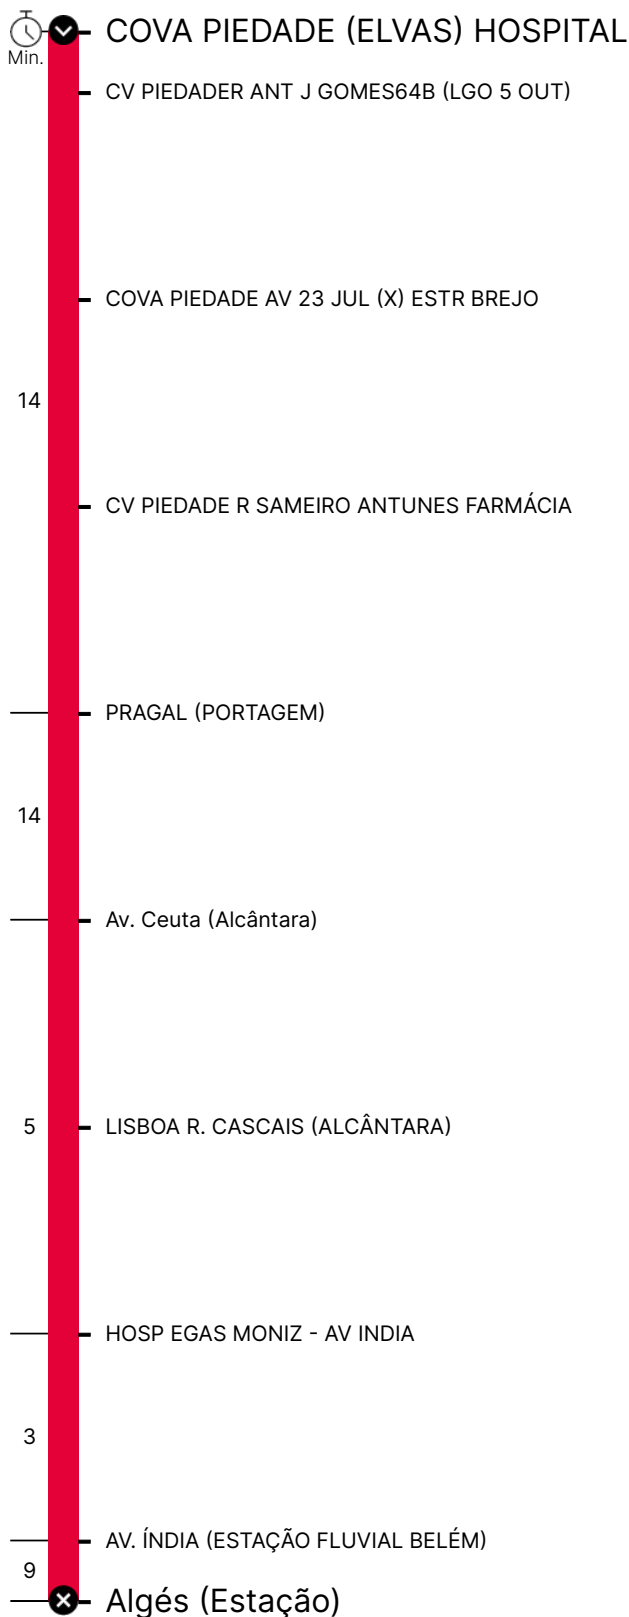 COVA PIEDADE (ELVAS) HOSPITAL
Min.
CV PIEDADER ANT J GOMES64B (LGO 5 OUT)
COVA PIEDADE AV 23 JUL (X) ESTR BREJO
14
CV PIEDADE R SAMEIRO ANTUNES FARMÁCIA
PRAGAL (PORTAGEM)
14
Av. Ceuta (Alcântara)
5 LISBOA R. CASCAIS (ALCÂNTARA)
HOSP EGAS MONIZ - AV INDIA
3
AV. ÍNDIA (ESTAÇÃO FLUVIAL BELÉM)
9
Algés (Estação)